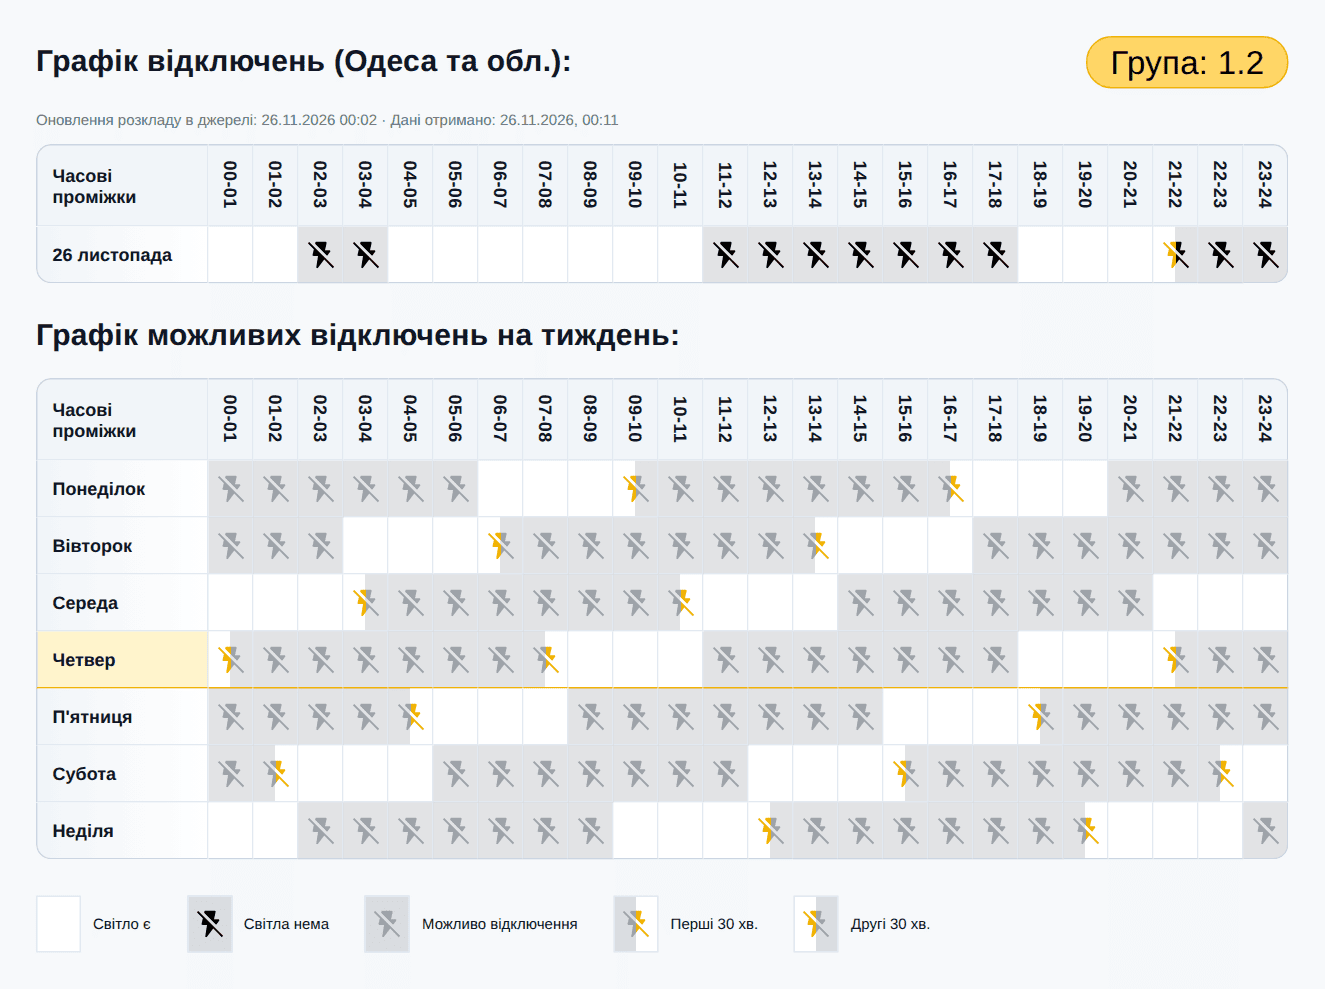 Графік відключень (Одеса та обл.):
Група: 1.2
Оновлення розкладу в джерелі: 26.11.2026 00:02 · Дані отримано: 26.11.2026, 00:11
Часові проміжки 00-01 01-02 02-03 03-04 04-05 05-06 06-07 07-08 08-09 09-10 10-11 11-12 12-13 13-14 14-15 15-16 16-17 17-18 18-19 19-20 20-21 21-22 22-23 23-24
26 листопада
Графік можливих відключень на тиждень:
Часові проміжки 00-01 01-02 02-03 03-04 04-05 05-06 06-07 07-08 08-09 09-10 10-11 11-12 12-13 13-14 14-15 15-16 16-17 17-18 18-19 19-20 20-21 21-22 22-23 23-24
Понеділок
Вівторок
Середа
Четвер
П'ятниця
Субота
Неділя
Світло є Світла нема Можливо відключення Перші 30 хв. Другі 30 хв.